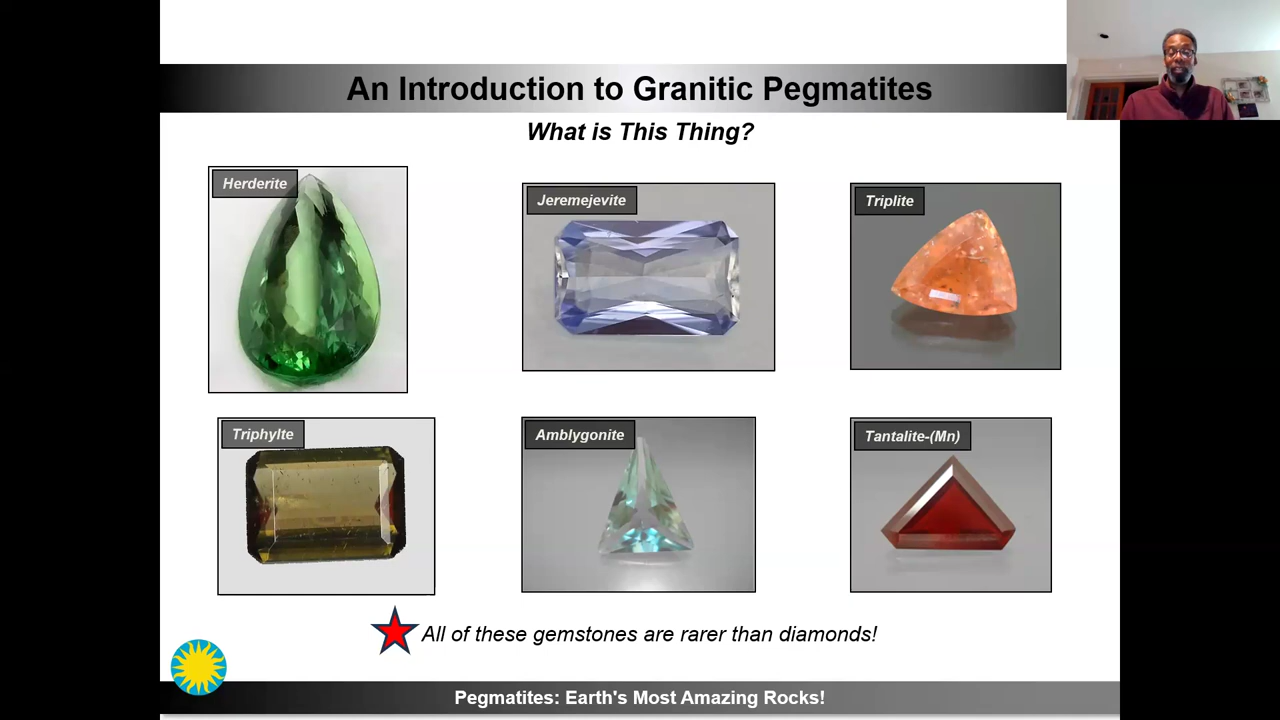 An Introduction to Granitic Pegmatites
What is This Thing?
Herderite
Jeremejevite
Triplite
Triphylte
Amblygonite
Tantalite-(Mn)
All of these gemstones are rarer than diamonds!
Pegmatites: Earth's Most Amazing Rocks!